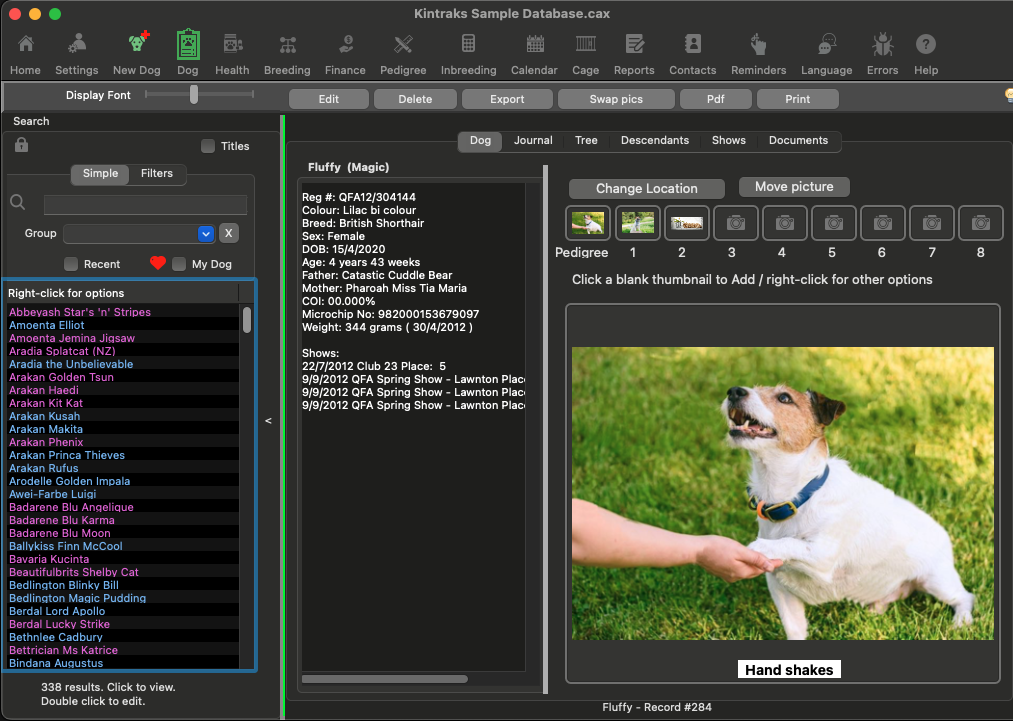 Kintraks Sample Database.cax
Home Settings New Dog Dog Health Breeding Finance Pedigree Inbreeding Calendar Cage Reports Contacts Reminders Language Errors Help
Display Font
Edit Delete Export Swap pics Pdf Print
Search
Titles
Simple Filters
Group
X
Recent
My Dog
Right-click for options
Abbeyash Star's 'n' Stripes
Amoenta Elliot
Amoenta Jemina Jigsaw
Aradia Splatcat (NZ)
Aradia the Unbelievable
Arakan Golden Tsun
Arakan Haedi
Arakan Kit Kat
Arakan Kusah
Arakan Makita
Arakan Phenix
Arakan Princa Thieves
Arakan Rufus
Arodelle Golden Impala
Awei-Farbe Luigi
Badarene Blu Angelique
Badarene Blu Karma
Badarene Blu Moon
Ballykiss Finn McCool
Bavaria Kucinta
Beautifulbrits Shelby Cat
Bedlington Blinky Bill
Bedlington Magic Pudding
Berdal Lord Apollo
Berdal Lucky Strike
Bethnlee Cadbury
Bettrician Ms Katrice
Bindana Augustus
338 results. Click to view.
Double click to edit.
<
Dog Journal Tree Descendants Shows Documents
Fluffy (Magic)
Reg #: QFA12/304144
Colour: Lilac bi colour
Breed: British Shorthair
Sex: Female
DOB: 15/4/2020
Age: 4 years 43 weeks
Father: Catastic Cuddle Bear
Mother: Pharoah Miss Tia Maria
COI: 00.000%
Microchip No: 982000153679097
Weight: 344 grams ( 30/4/2012 )
Shows:
22/7/2012 Club 23 Place: 5
9/9/2012 QFA Spring Show - Lawnton Place
9/9/2012 QFA Spring Show - Lawnton Place
9/9/2012 QFA Spring Show - Lawnton Place
Change Location Move picture
Pedigree 1 2 3 4 5 6 7 8
Click a blank thumbnail to Add / right-click for other options
Hand shakes
Fluffy - Record #284